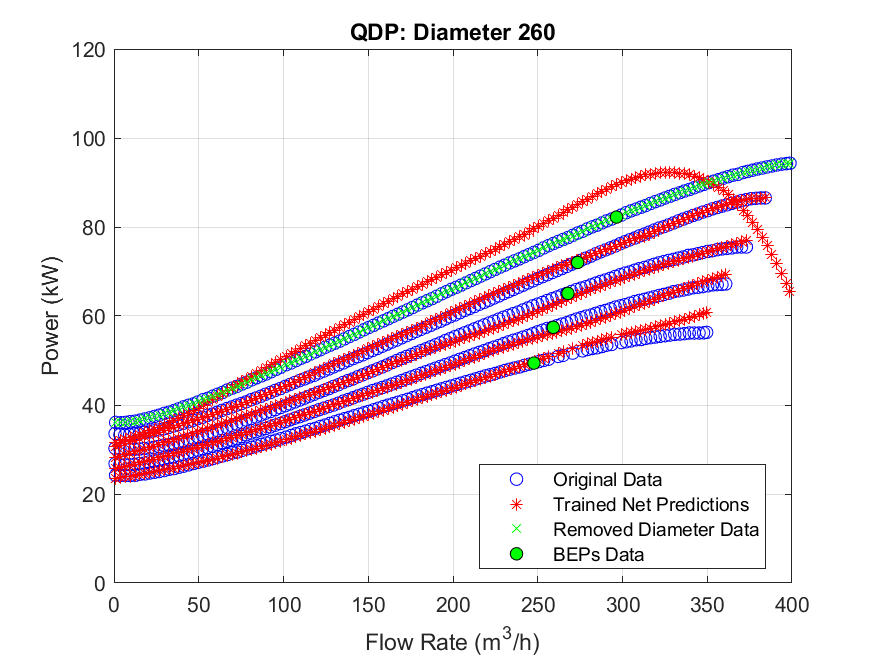 QDP: Diameter 260
120
100
80
60
40
20
0
Power (kW)
0 50 100 150 200 250 300 350 400
Flow Rate (m³/h)
Original Data
Trained Net Predictions
Removed Diameter Data
BEPs Data